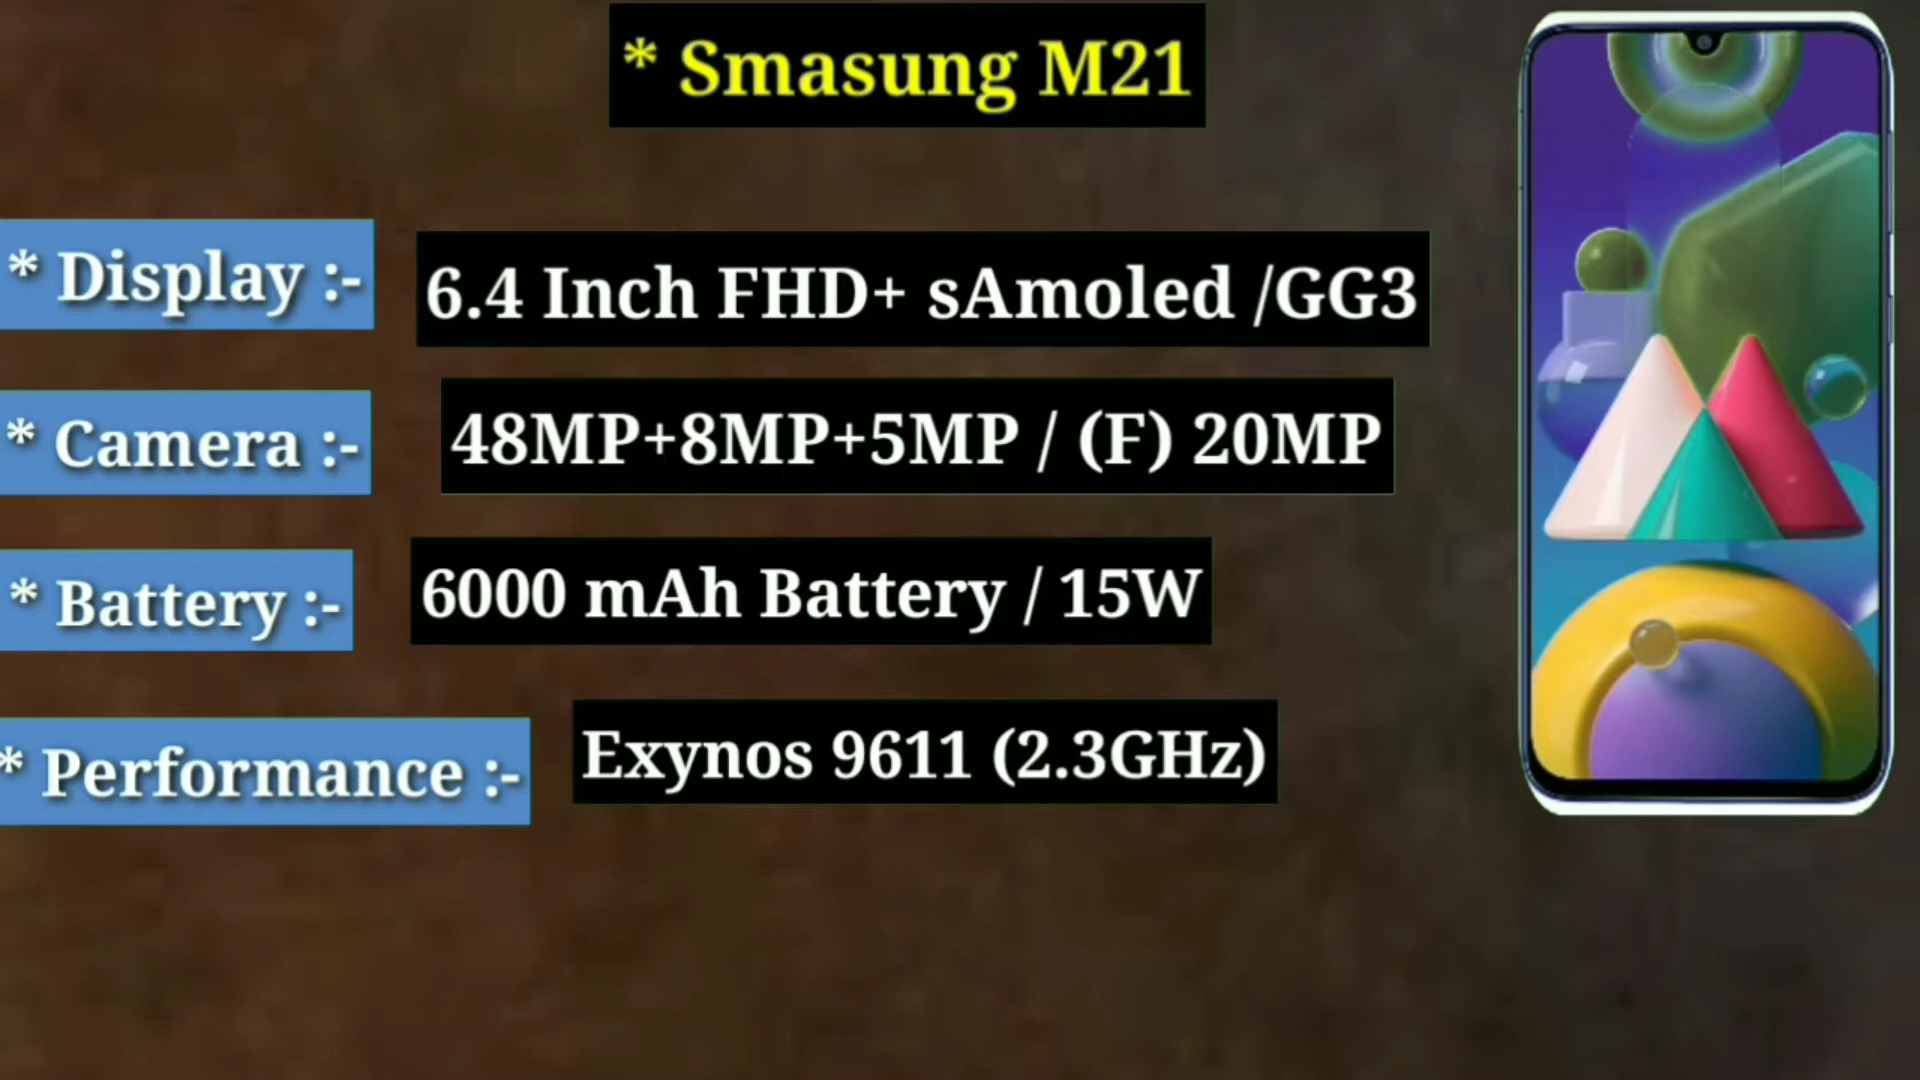 * Smasung M21
* Display :- 6.4 Inch FHD+ sAmoled /GG3
* Camera :- 48MP+8MP+5MP / (F) 20MP
* Battery :- 6000 mAh Battery / 15W
* Performance :- Exynos 9611 (2.3GHz)